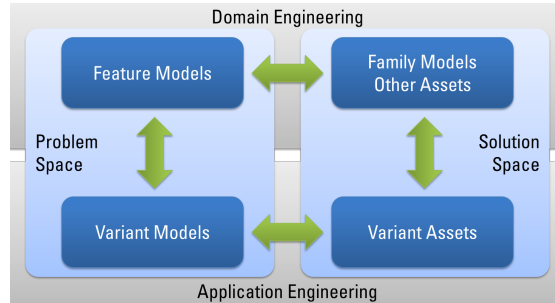 Domain Engineering
Feature Models
Family Models
Other Assets
Problem
Space
Solution
Space
Variant Models
Variant Assets
Application Engineering